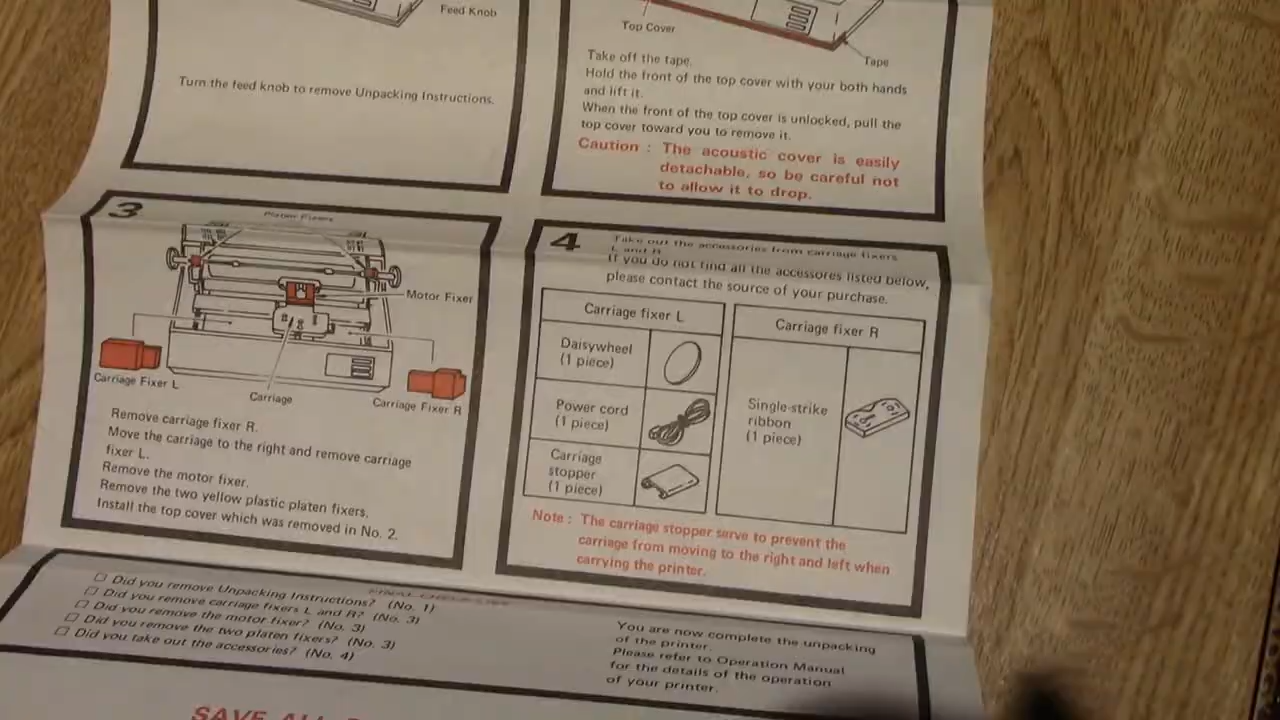 Feed Knob
Turn the feed knob to remove Unpacking Instructions.
Top Cover
Tape
Take off the tape.
Hold the front of the top cover with your both hands
and lift it.
When the front of the top cover is unlocked, pull the
top cover toward you to remove it.
Caution : The acoustic cover is easily
detachable, so be careful not
to allow it to drop.
3
Platen Fixers
Motor Fixer
Carriage Fixer L
Carriage
Carriage Fixer R
Remove carriage fixer R.
Move the carriage to the right and remove carriage
fixer L.
Remove the motor fixer.
Remove the two yellow plastic platen fixers.
Install the top cover which was removed in No. 2.
4
Take out the accessories from carriage fixers
L and R.
If you do not find all the accessores listed below,
please contact the source of your purchase.
Carriage fixer L
Daisywheel
(1 piece)
Power cord
(1 piece)
Carriage
stopper
(1 piece)
Carriage fixer R
Single-strike
ribbon
(1 piece)
Note : The carriage stopper serve to prevent the
carriage from moving to the right and left when
carrying the printer.
☐ Did you remove Unpacking Instructions? (No. 1)
☐ Did you remove carriage fixers L and R? (No. 3)
☐ Did you remove the motor fixer? (No. 3)
☐ Did you remove the two platen fixers? (No. 3)
☐ Did you take out the accessories? (No. 4)
You are now complete the unpacking
of the printer.
Please refer to Operation Manual
for the details of the operation
of your printer.
SAVE ALL